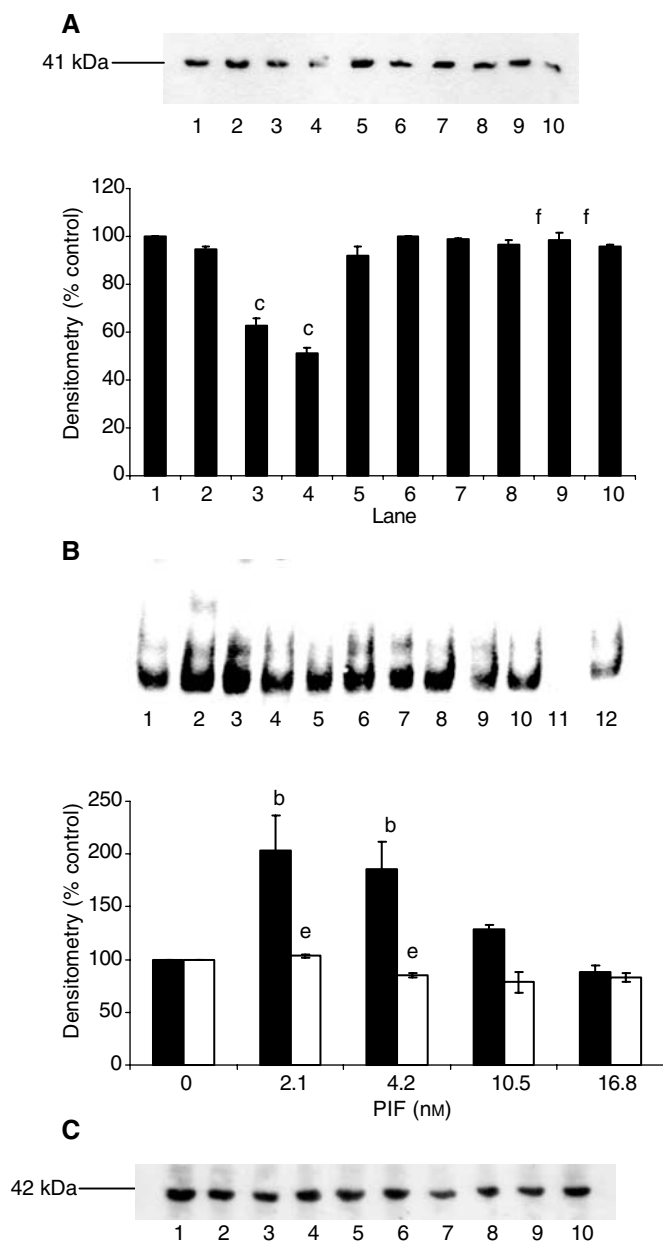 A
41 kDa
1 2 3 4 5 6 7 8 9 10
120
100
80
60
40
20
0
Densitometry (% control)
c c f f
1 2 3 4 5 6 7 8 9 10
Lane
B
1 2 3 4 5 6 7 8 9 10 11 12
250
200
150
100
50
0
Densitometry (% control)
b b
e e
0 2.1 4.2 10.5 16.8
PIF (nM)
C
42 kDa
1 2 3 4 5 6 7 8 9 10